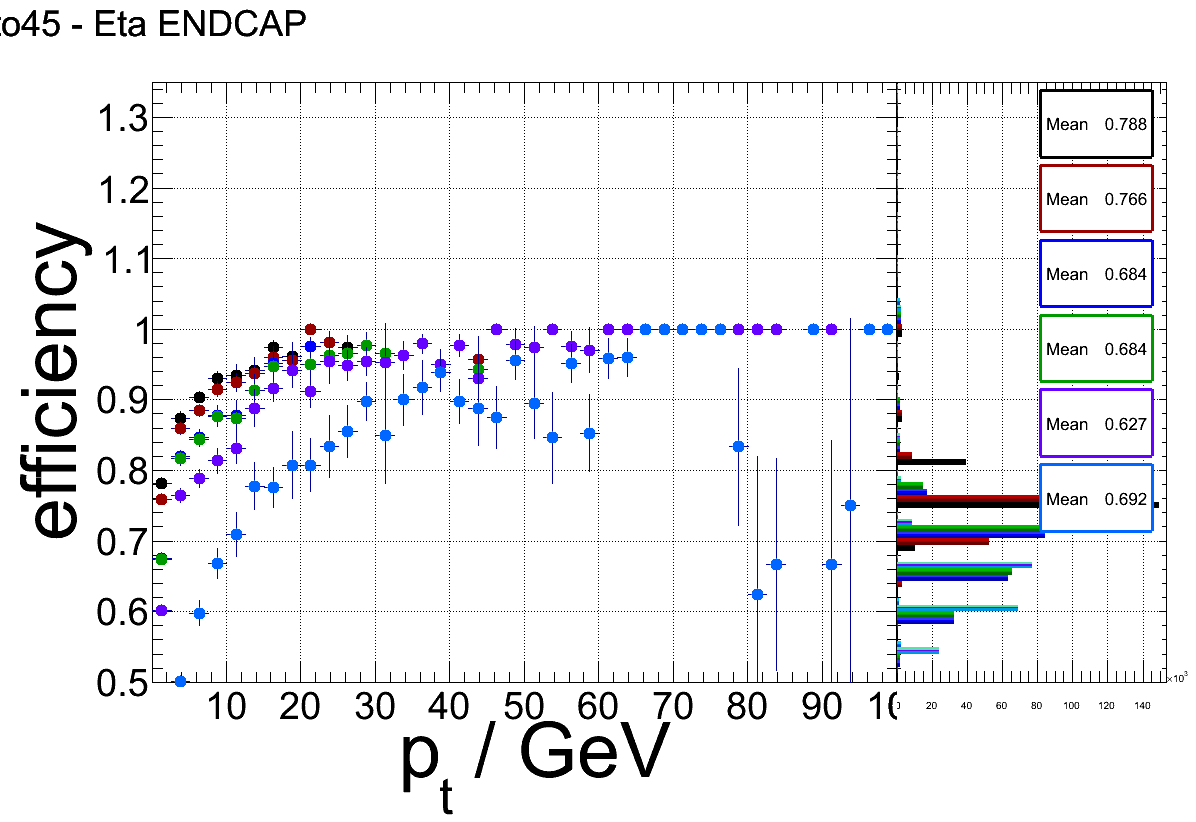 to45 - Eta ENDCAP
efficiency
1.3
1.2
1.1
1
0.9
0.8
0.7
0.6
0.5
10 20 30 40 50 60 70 80 90 10
p_t / GeV
Mean 0.788
Mean 0.766
Mean 0.684
Mean 0.684
Mean 0.627
Mean 0.692
20 40 60 80 100 120 140
×10³